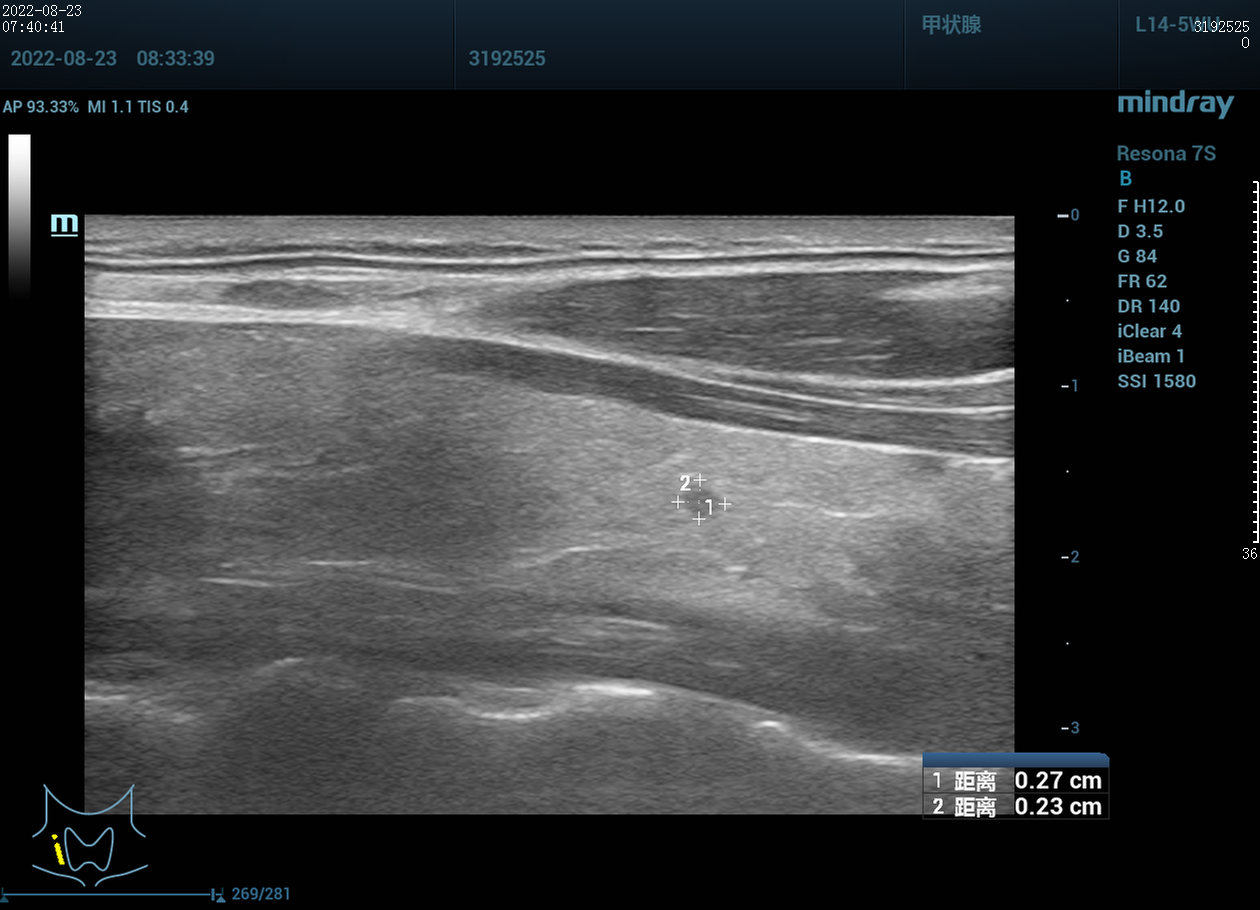 2022-08-23
07:40:41
2022-08-23 08:33:39
3192525
甲状腺
3192525
0
AP 93.33% MI 1.1 TIS 0.4
mindray
Resona 7S
B
F H12.0
D 3.5
G 84
FR 62
DR 140
iClear 4
iBeam 1
SSI 1580
m
0
1
2
3
2
1
36
1 距离 0.27 cm
2 距离 0.23 cm
i
269/281